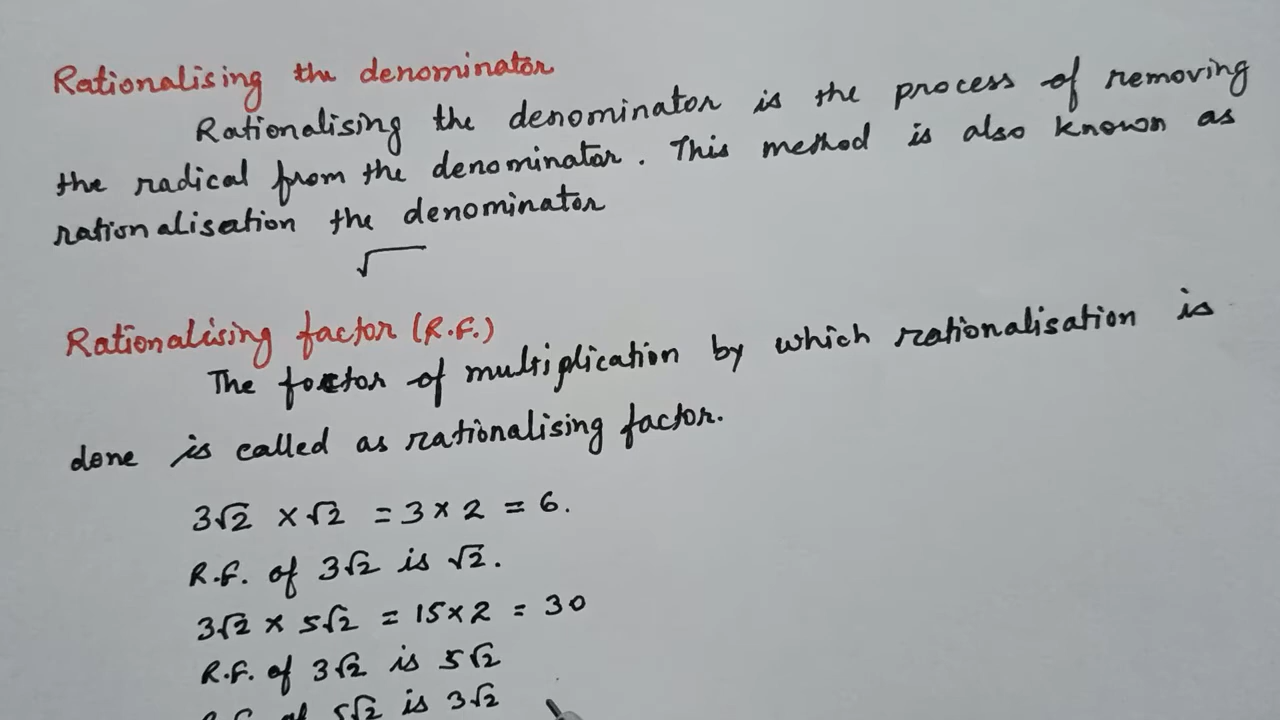 Rationalising the denominator
Rationalising the denominator is the process of removing
the radical from the denominator. This method is also known as
rationalisation the denominator
√
Rationalising factor (R.F.)
The factor of multiplication by which rationalisation is
done is called as rationalising factor.
3√2 × √2 = 3 × 2 = 6.
R.F. of 3√2 is √2.
3√2 × 5√2 = 15 × 2 = 30
R.F. of 3√2 is 5√2
R.F. of 5√2 is 3√2